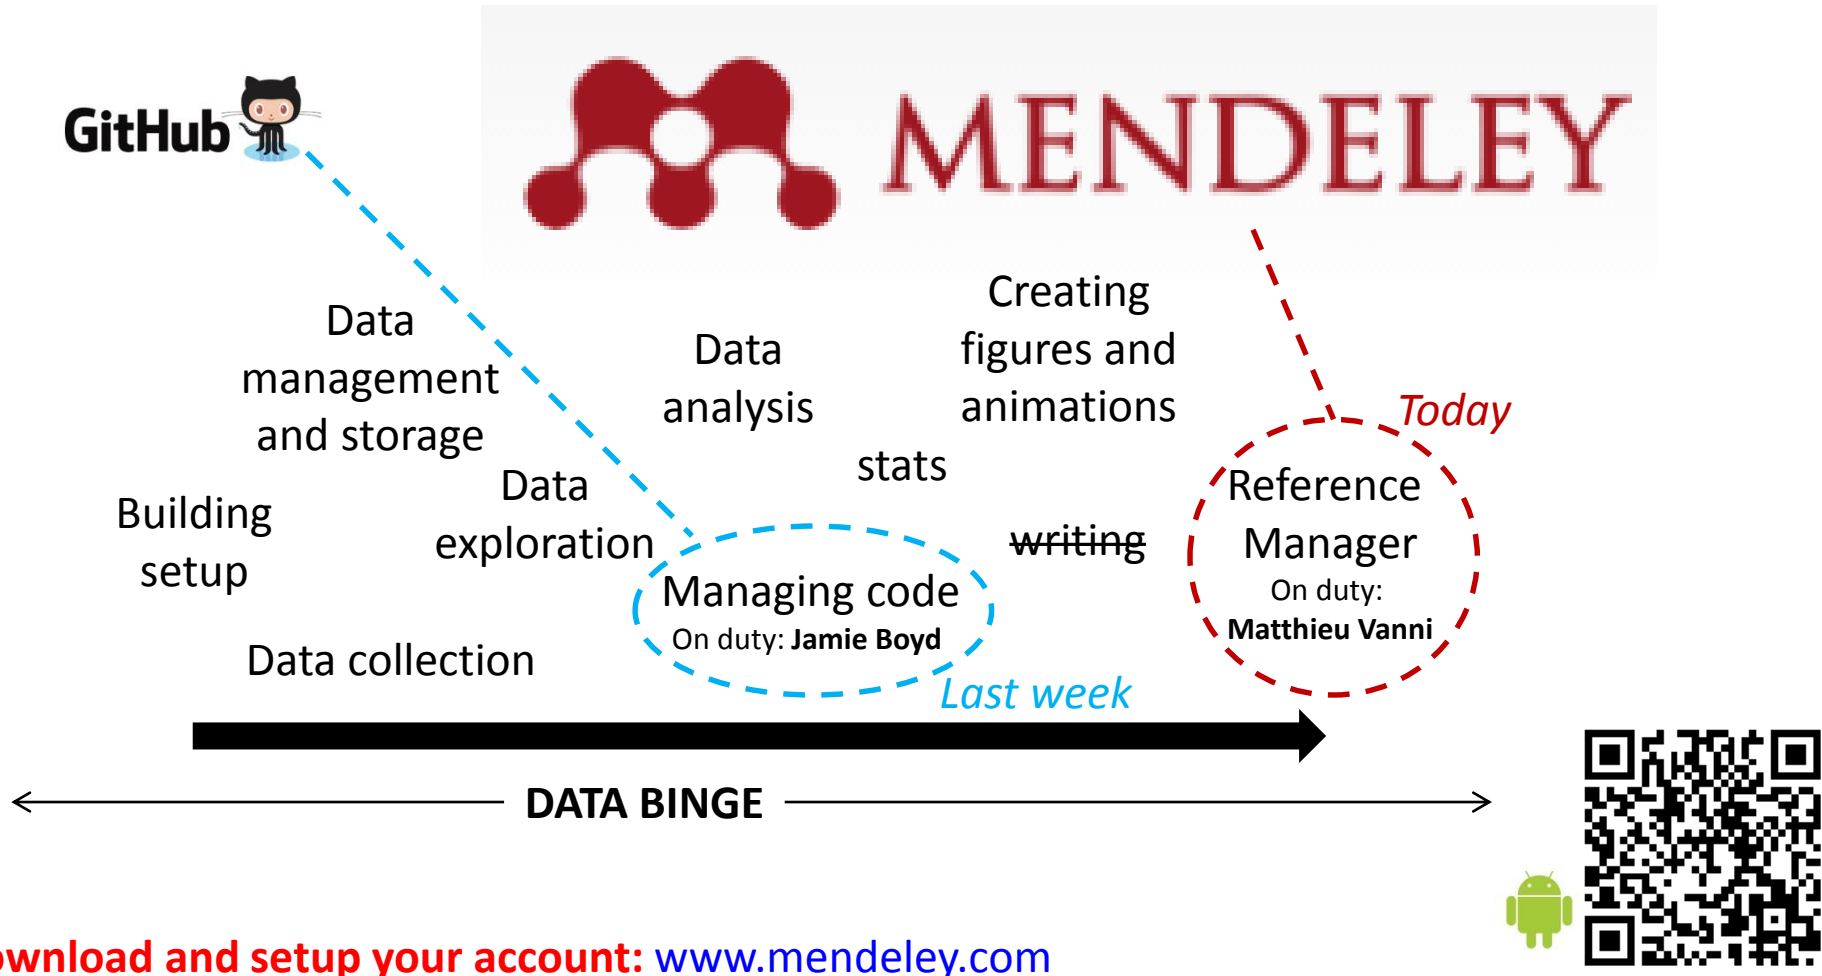 GitHub
MENDELEY
Data
management
and storage
Data
analysis
Creating
figures and
animations
Today
stats
Building
setup
Data
exploration
writing
Reference
Manager
On duty:
Matthieu Vanni
Managing code
On duty: Jamie Boyd
Data collection
Last week
DATA BINGE
ownload and setup your account: www.mendeley.com